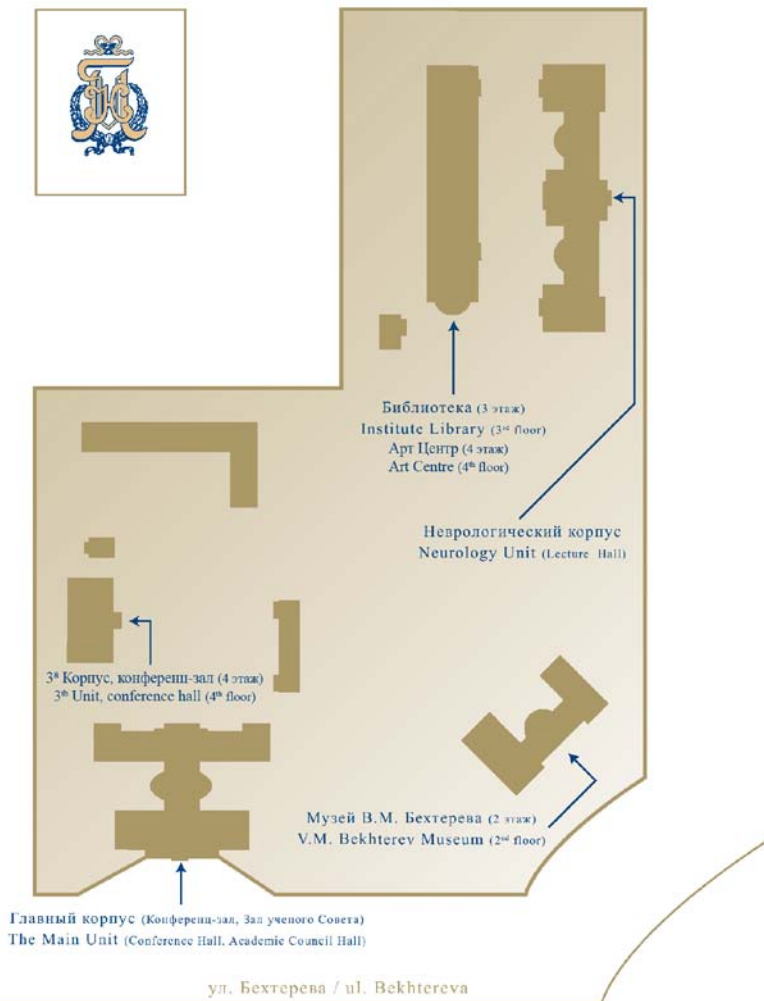 Библиотека (3 этаж)
Institute Library (3rd floor)
Арт Центр (4 этаж)
Art Centre (4th floor)
Неврологический корпус
Neurology Unit (Lecture Hall)
3й Корпус, конференц-зал (4 этаж)
3th Unit, conference hall (4th floor)
Музей В.М. Бехтерева (2 этаж)
V.M. Bekhterev Museum (2nd floor)
Главный корпус (Конференц-зал, Зал ученого Совета)
The Main Unit (Conference Hall, Academic Council Hall)
ул. Бехтерева / ul. Bekhtereva